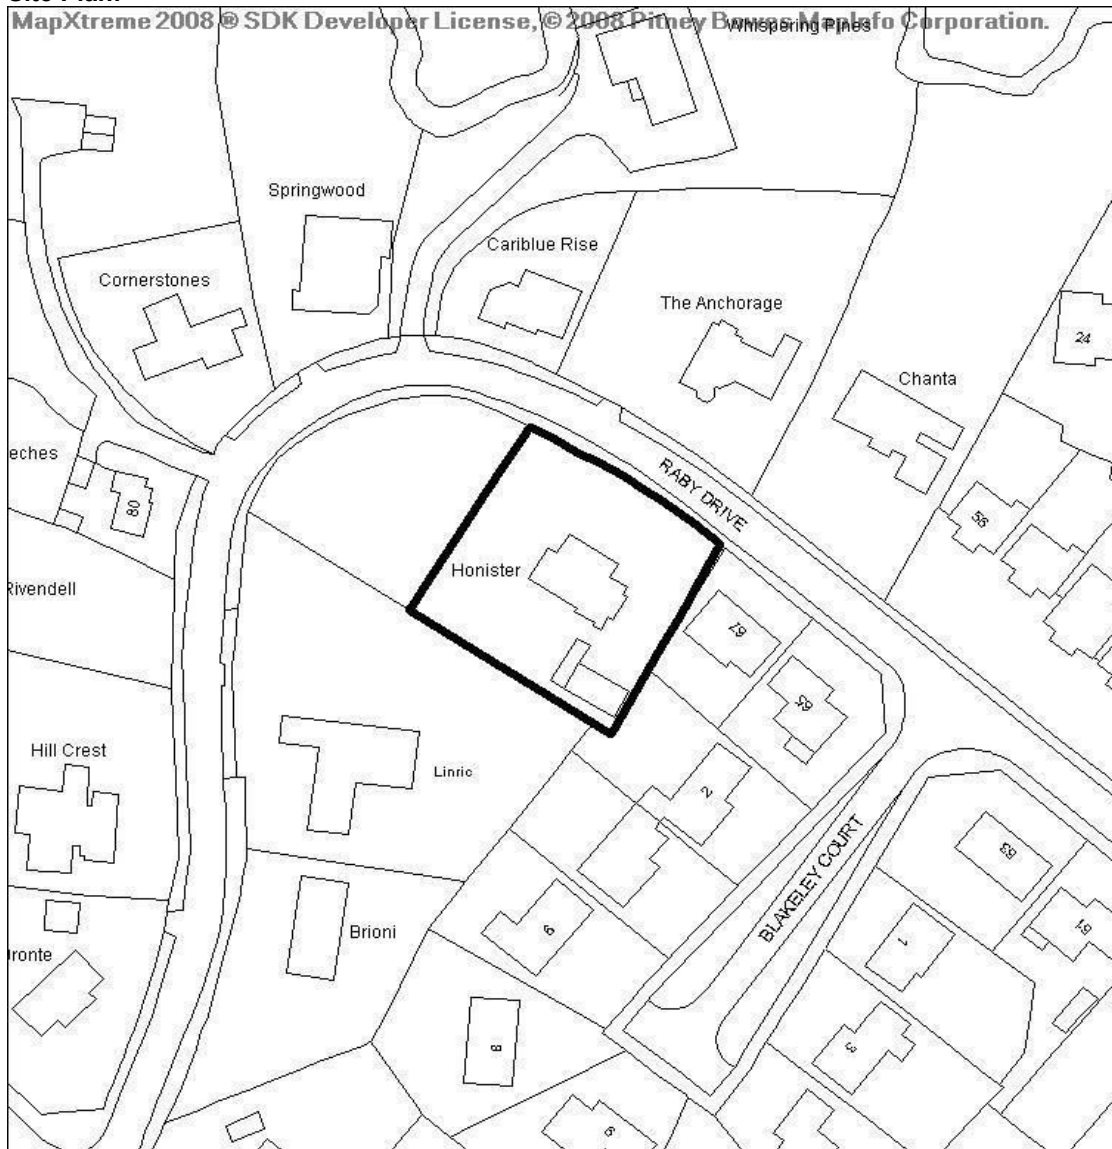 MapXtreme 2008 ® SDK Developer License, © 2008 Pitney Bowes MapInfo Corporation.
Whispering Pines
Springwood
Cariblue Rise
Cornerstones
The Anchorage
24
Chanta
eches
RABY DRIVE
80
56
Honister
Rivendell
67
65
Hill Crest
Linric
2
BLAKELEY COURT
53
6
51
Brioni
1
ronte
8
3
9